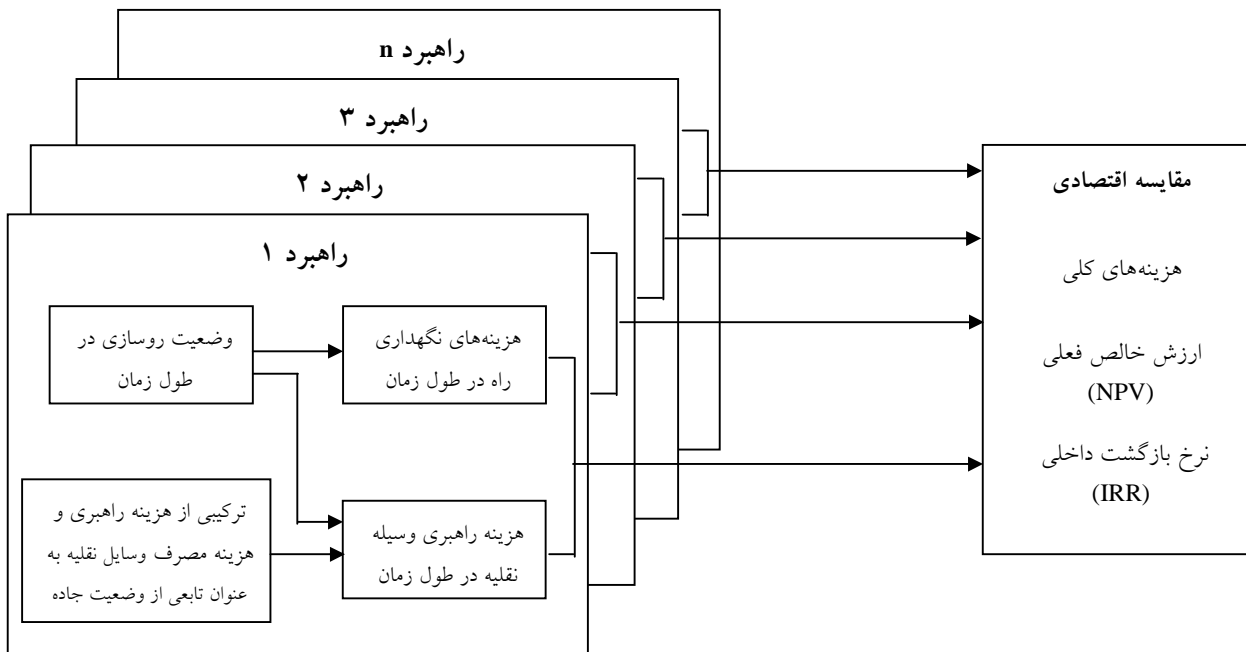 راهبرد n
راهبرد ۳
راهبرد ۲
راهبرد ۱
وضعیت روسازی در
طول زمان
هزینه‌های نگهداری
راه در طول زمان
ترکیبی از هزینه راهبری و
هزینه مصرف وسایل نقلیه به
عنوان تابعی از وضعیت جاده
هزینه راهبری وسیله
نقلیه در طول زمان
مقایسه اقتصادی
هزینه‌های کلی
ارزش خالص فعلی
(NPV)
نرخ بازگشت داخلی
(IRR)